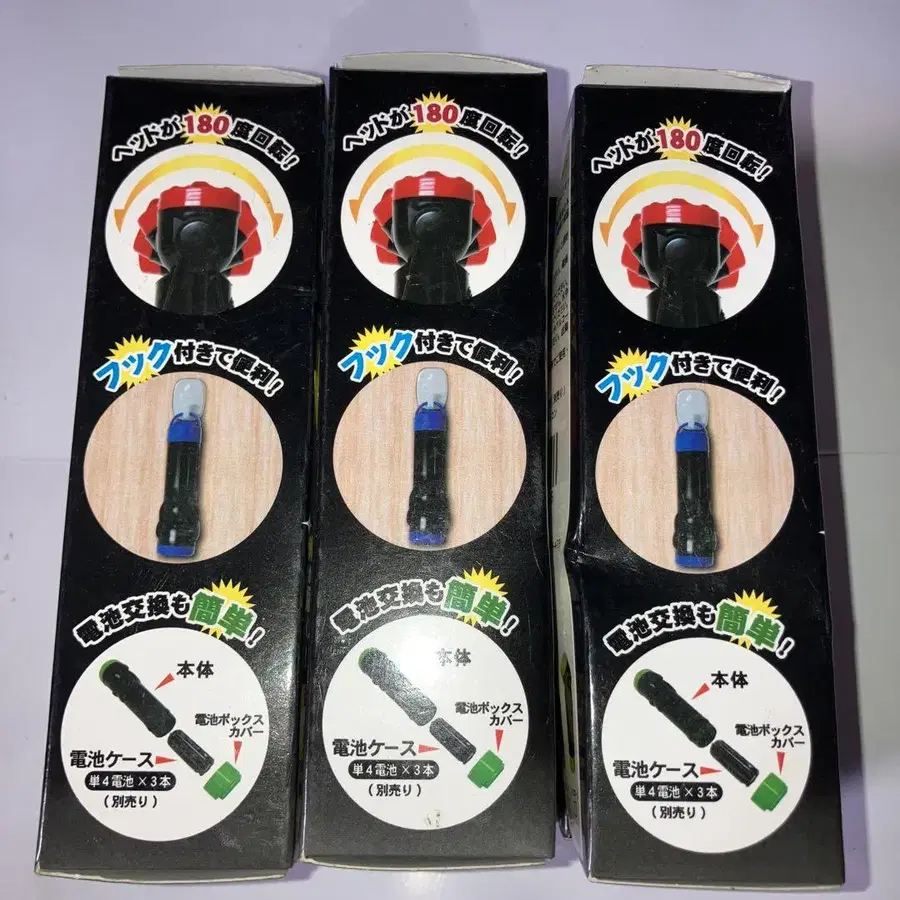 ヘッドが180度回転!
フック付きで便利!
電池交換も簡単!
本体
電池ボックス
カバー
電池ケース
単4電池×3本
(別売り)
ヘッドが180度回転!
フック付きで便利!
電池交換も簡単!
本体
電池ボックス
カバー
電池ケース
単4電池×3本
(別売り)
ヘッドが180度回転!
フック付きで便利!
電池交換も簡単!
本体
電池ボックス
カバー
電池ケース
単4電池×3本
(別売り)